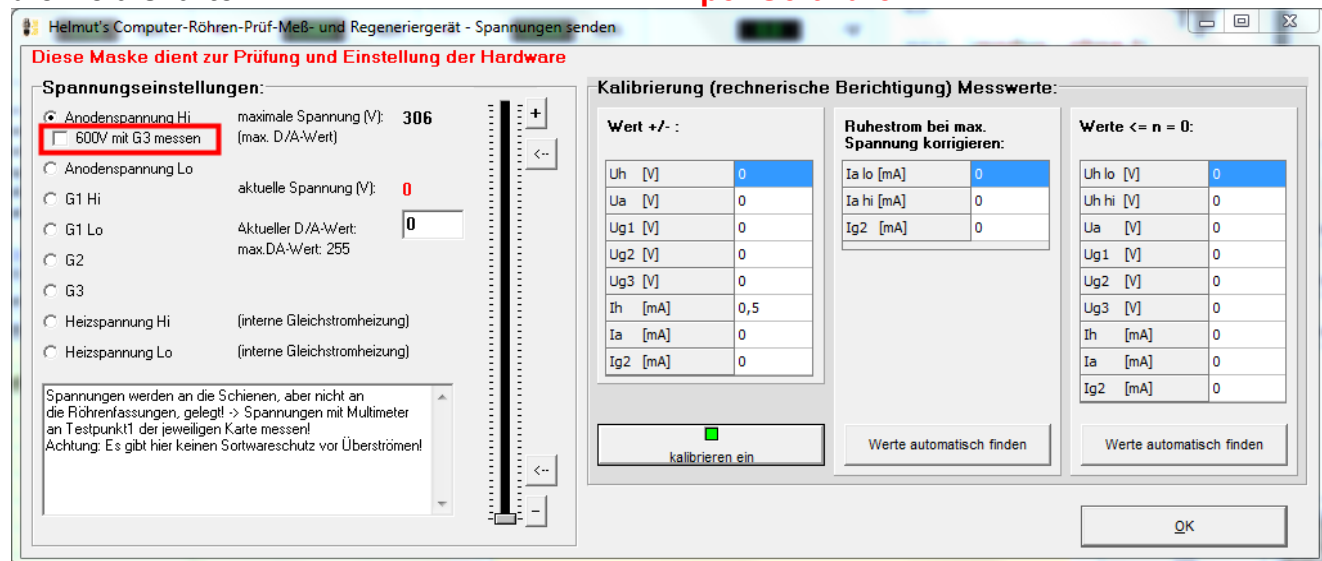 Helmut's Computer-Röhren-Prüf-Meß- und Regeneriergerät - Spannungen senden
Diese Maske dient zur Prüfung und Einstellung der Hardware
Spannungseinstellungen:
Anodenspannung Hi
maximale Spannung (V): 306
600V mit G3 messen
(max. D/A-Wert)
Anodenspannung Lo
aktuelle Spannung (V): 0
G1 Hi
G1 Lo
Aktueller D/A-Wert: 0
max.DA-Wert: 255
G2
G3
Heizspannung Hi (interne Gleichstromheizung)
Heizspannung Lo (interne Gleichstromheizung)
Spannungen werden an die Schienen, aber nicht an
die Röhrenfassungen, gelegt! -> Spannungen mit Multimeter
an Testpunkt1 der jeweiligen Karte messen!
Achtung: Es gibt hier keinen Sortwareschutz vor Überströmen!
+
<--
<--
-
Kalibrierung (rechnerische Berichtigung) Messwerte:
Wert +/- :
Uh [V] 0
Ua [V] 0
Ug1 [V] 0
Ug2 [V] 0
Ug3 [V] 0
Ih [mA] 0,5
Ia [mA] 0
Ig2 [mA] 0
kalibrieren ein
Ruhestrom bei max.
Spannung korrigieren:
Ia lo [mA] 0
Ia hi [mA] 0
Ig2 [mA] 0
Werte automatisch finden
Werte <= n = 0:
Uh lo [V] 0
Uh hi [V] 0
Ua [V] 0
Ug1 [V] 0
Ug2 [V] 0
Ug3 [V] 0
Ih [mA] 0
Ia [mA] 0
Ig2 [mA] 0
Werte automatisch finden
OK